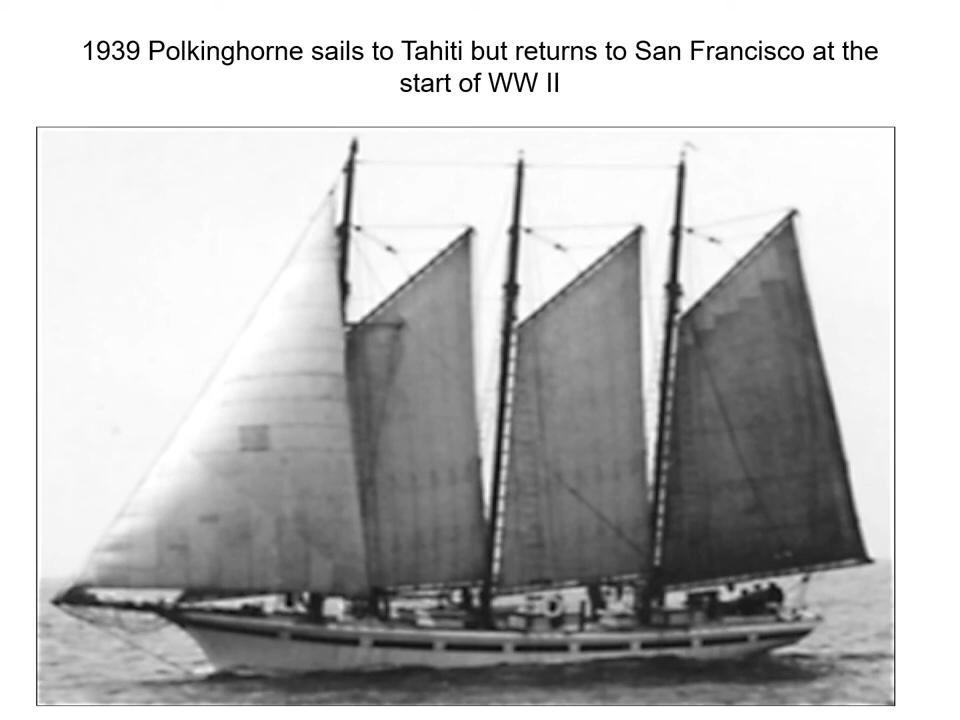 1939 Polkinghorne sails to Tahiti but returns to San Francisco at the
start of WW II